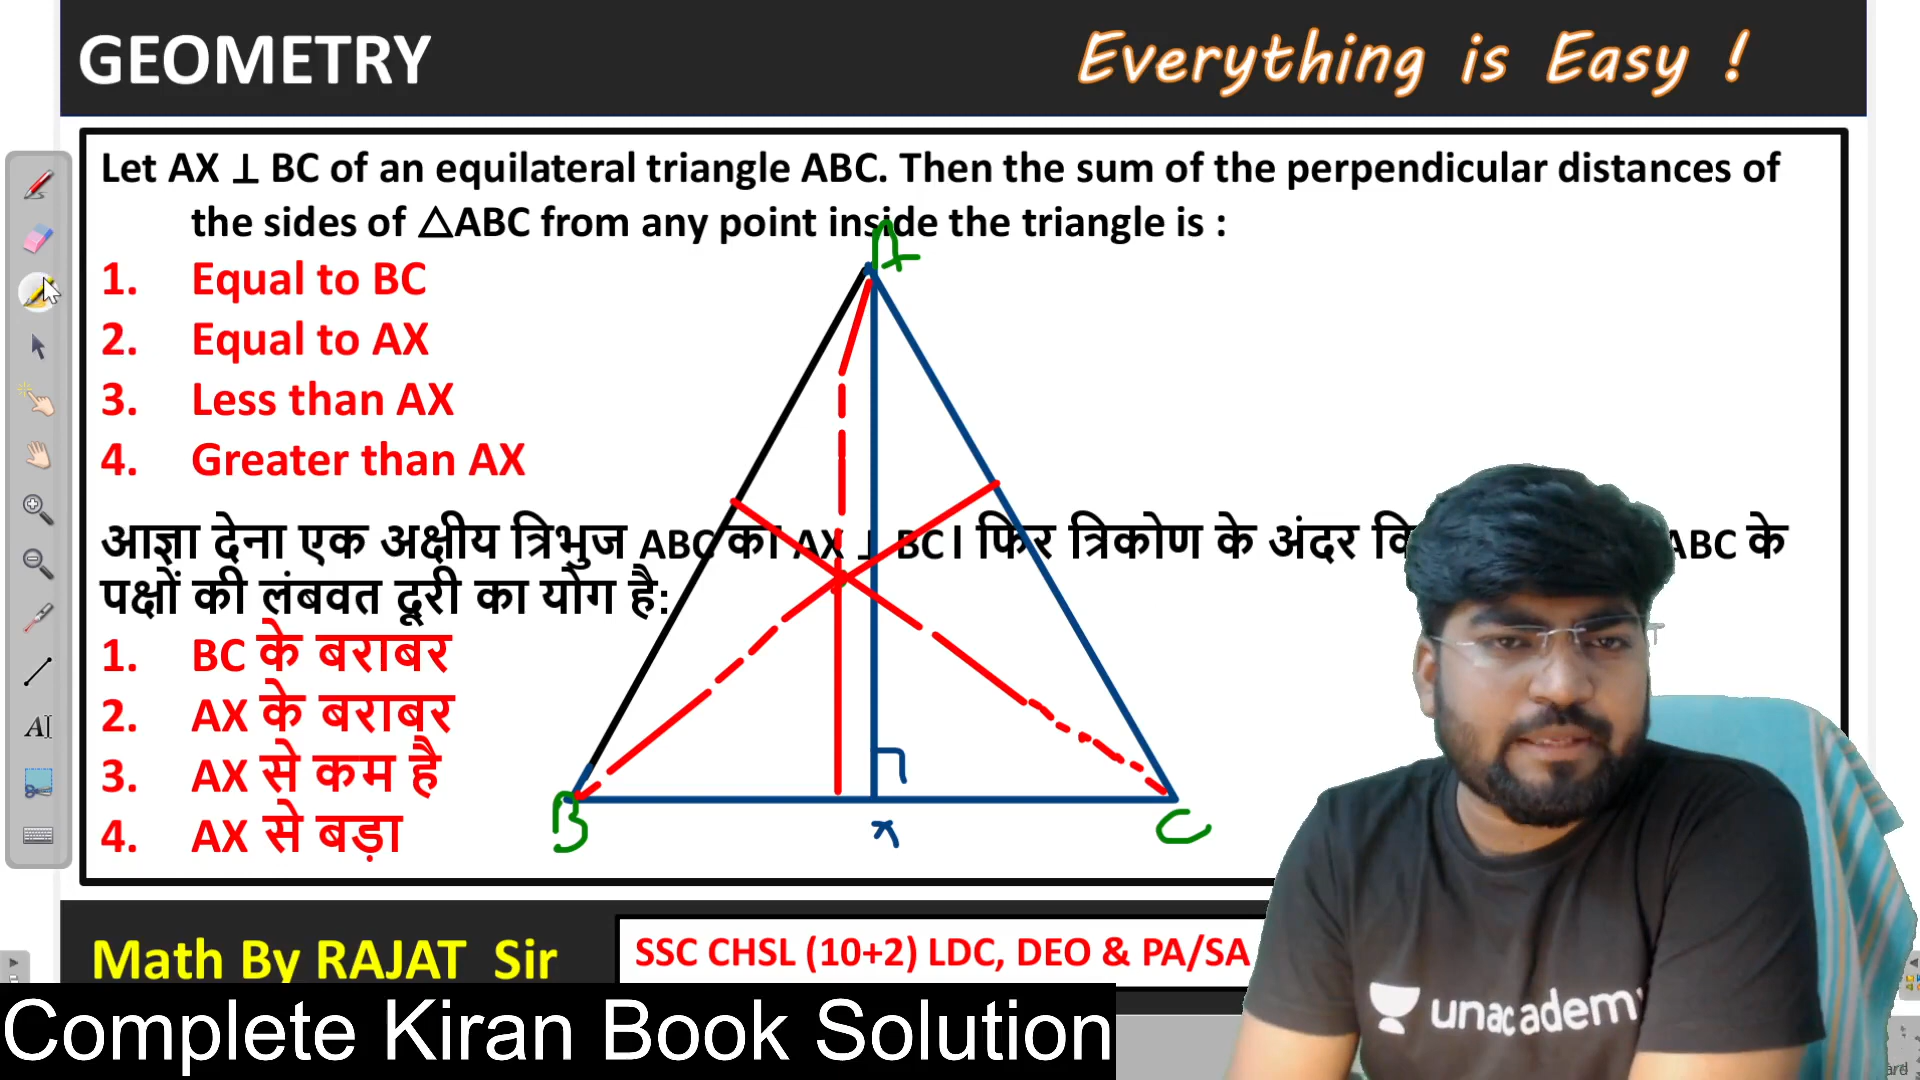 GEOMETRY
Everything is Easy !
Let AX ⊥ BC of an equilateral triangle ABC. Then the sum of the perpendicular distances of
the sides of △ABC from any point inside the triangle is :
1. Equal to BC
2. Equal to AX
3. Less than AX
4. Greater than AX
आज्ञा देना एक अक्षीय त्रिभुज ABC का AX ⊥ BC। फिर त्रिकोण के अंदर ABC के
पक्षों की लंबवत दूरी का योग है:
1. BC के बराबर
2. AX के बराबर
3. AX से कम है
4. AX से बड़ा
A
B
x
C
Math By RAJAT Sir
SSC CHSL (10+2) LDC, DEO & PA/SA
unacademy
Complete Kiran Book Solution